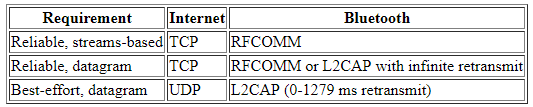 Requirement Internet Bluetooth
Reliable, streams-based TCP RFCOMM
Reliable, datagram TCP RFCOMM or L2CAP with infinite retransmit
Best-effort, datagram UDP L2CAP (0-1279 ms retransmit)